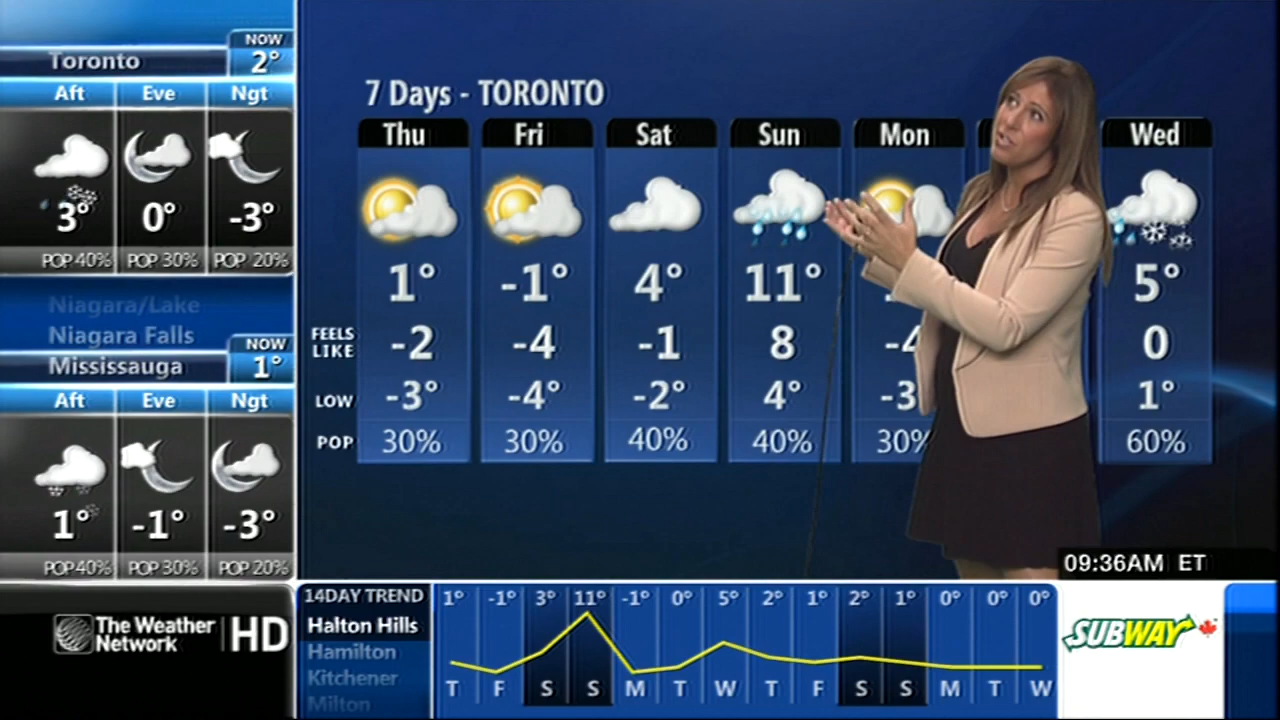 NOW
Toronto 2°
Aft Eve Ngt
3° 0° -3°
POP 40% POP 30% POP 20%
Niagara/Lake
Niagara Falls
NOW
Mississauga 1°
Aft Eve Ngt
1° -1° -3°
POP 40% POP 30% POP 20%
The Weather
Network HD
7 Days - TORONTO
Thu Fri Sat Sun Mon Wed
1° -1° 4° 11° 5°
FEELS
LIKE -2 -4 -1 8 -4 0
LOW -3° -4° -2° 4° -3 1°
POP 30% 30% 40% 40% 30% 60%
09:36AM ET
14DAY TREND 1° -1° 3° 11° -1° 0° 5° 2° 1° 2° 1° 0° 0° 0°
Halton Hills
Hamilton
Kitchener
Milton
T F S S M T W T F S S M T W
SUBWAY